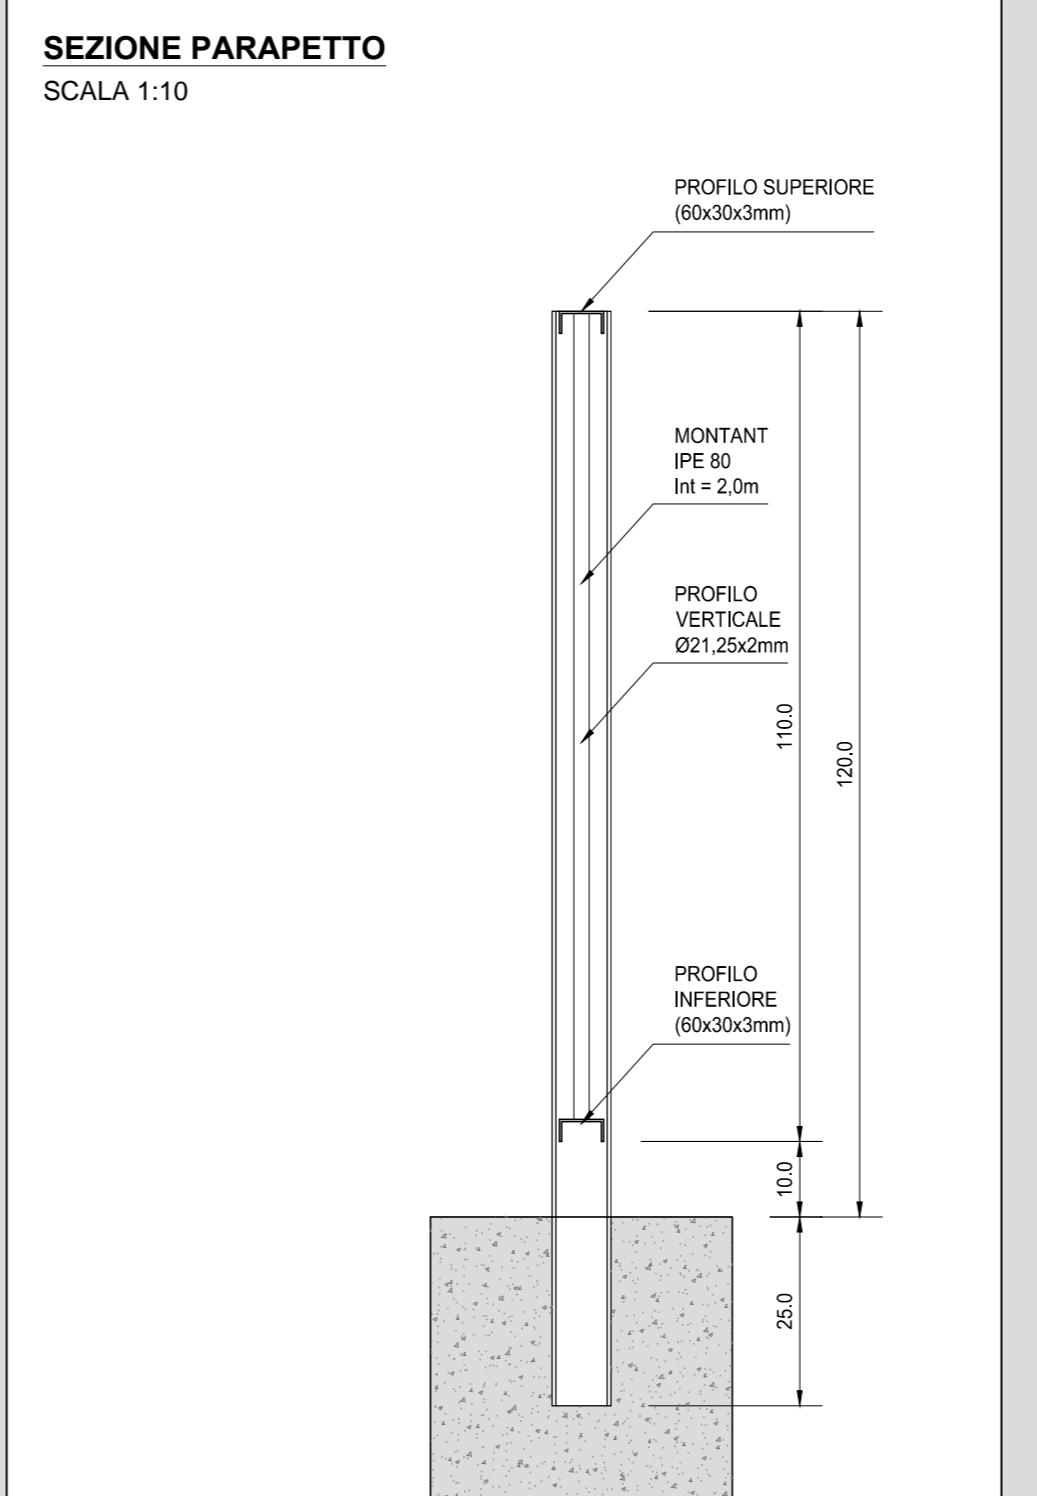 SEZIONE PARAPETTO
SCALA 1:10
PROFILO SUPERIORE
(60x30x3mm)
MONTANT
IPE 80
Int = 2,0m
PROFILO
VERTICALE
Ø21,25x2mm
110.0
120.0
PROFILO
INFERIORE
(60x30x3mm)
10.0
25.0